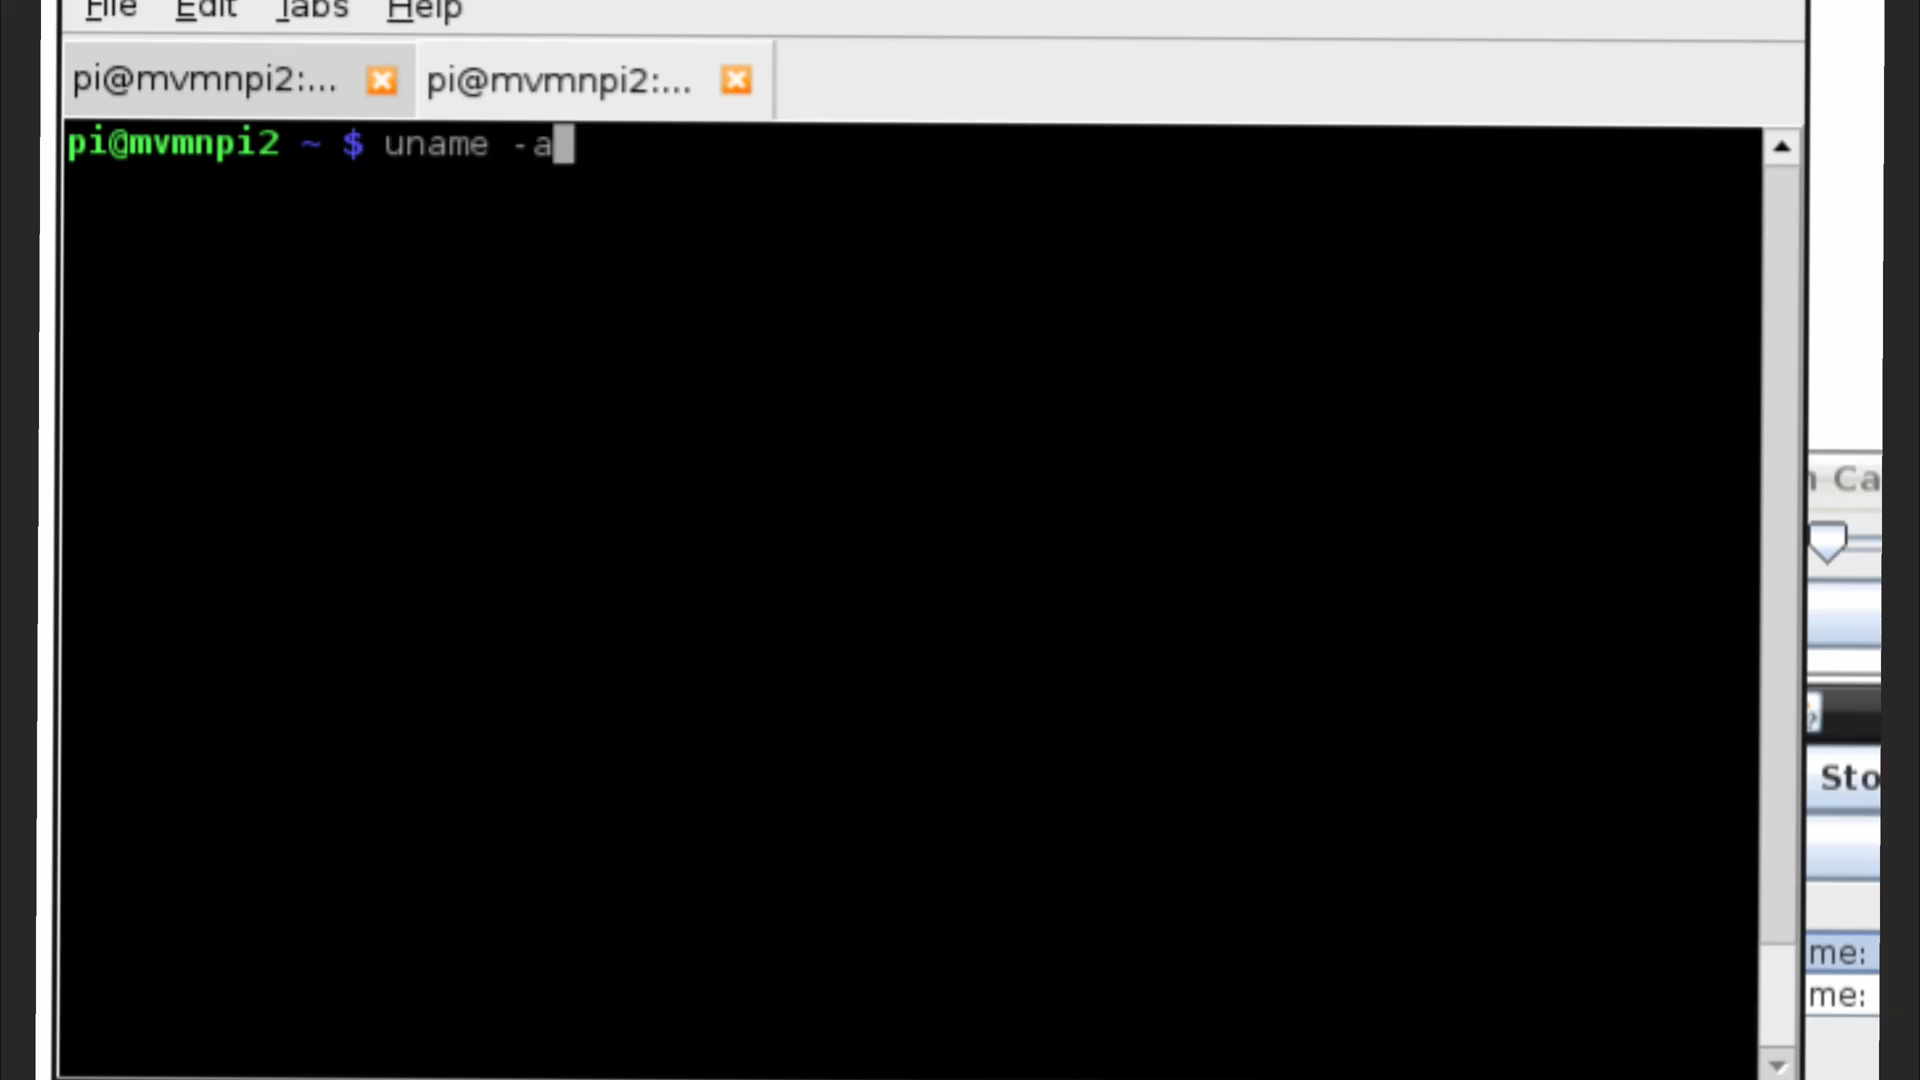 File Edit Tabs Help
pi@mvmnpi2:... pi@mvmnpi2:...
pi@mvmnpi2 ~ $ uname -a
Ca
Sto
me:
me: